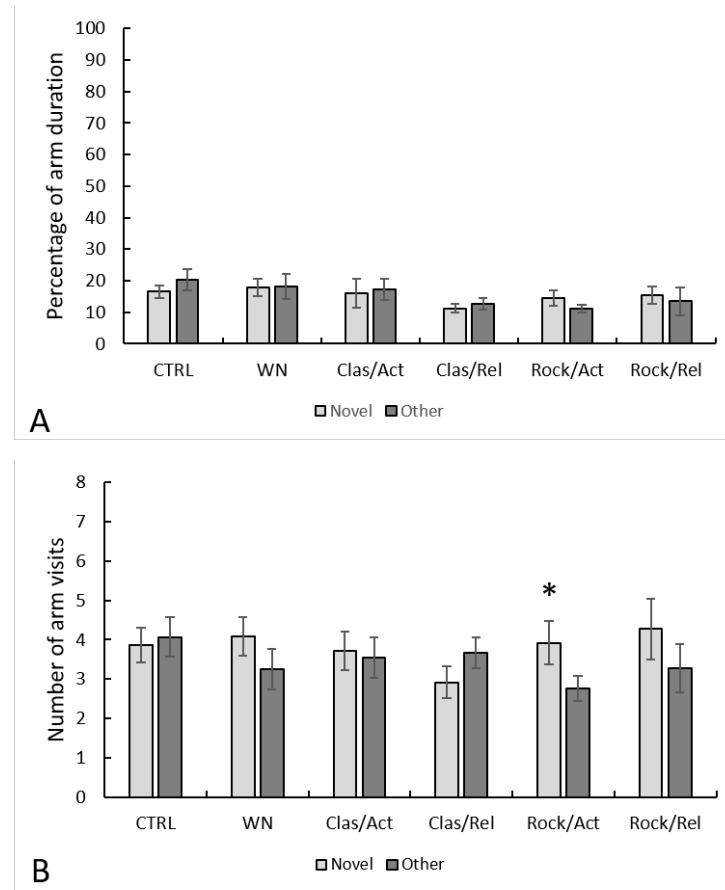 Percentage of arm duration
100
90
80
70
60
50
40
30
20
10
0
CTRL WN Clas/Act Clas/Rel Rock/Act Rock/Rel
Novel Other
A
Number of arm visits
8
7
6
5
4
3
2
1
0
*
CTRL WN Clas/Act Clas/Rel Rock/Act Rock/Rel
Novel Other
B